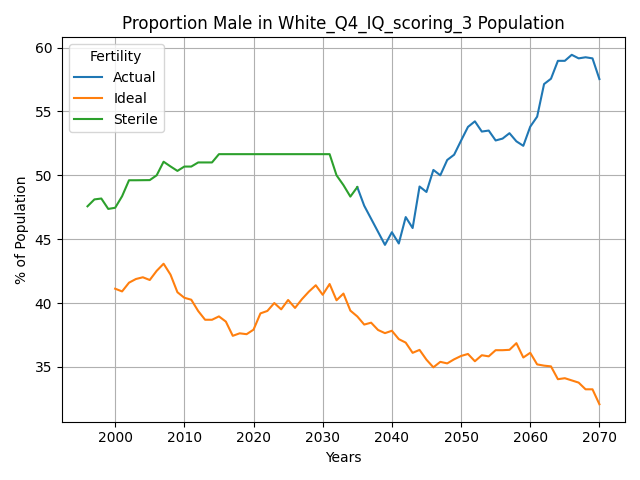 Proportion Male in White_Q4_IQ_scoring_3 Population
Fertility
Actual
Ideal
Sterile
% of Population
60
55
50
45
40
35
2000
2010
2020
2030
2040
2050
2060
2070
Years